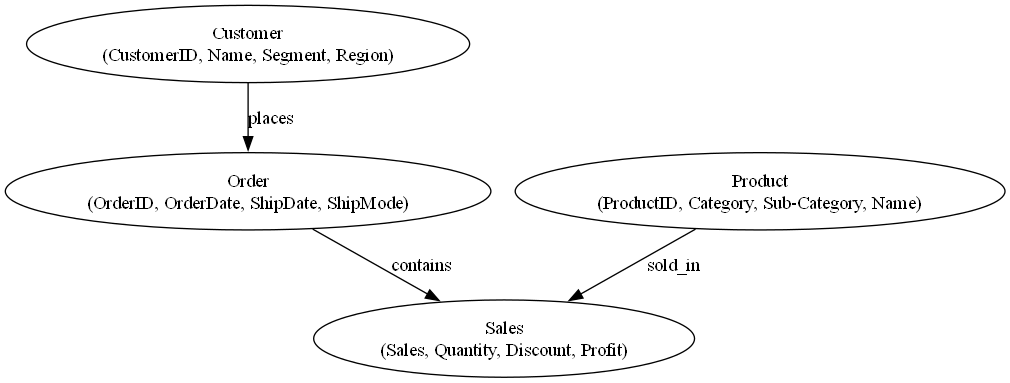 Customer
(CustomerID, Name, Segment, Region)
places
Order
(OrderID, OrderDate, ShipDate, ShipMode)
Product
(ProductID, Category, Sub-Category, Name)
contains
sold_in
Sales
(Sales, Quantity, Discount, Profit)